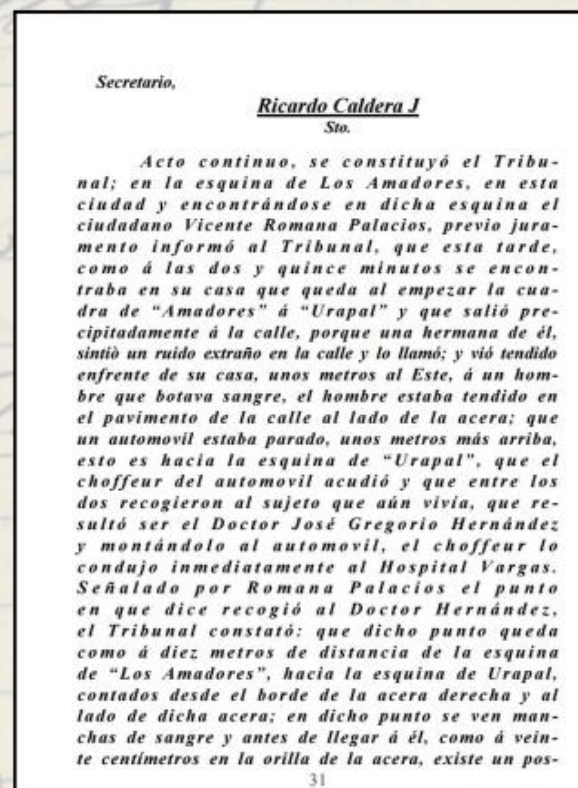 Secretario,
Ricardo Caldera J
Sto.
Acto continuo, se constituyó el Tribu-
nal; en la esquina de Los Amadores, en esta
ciudad y encontrándose en dicha esquina el
ciudadano Vicente Romana Palacios, previo jura-
mento informó al Tribunal, que esta tarde,
como á las dos y quince minutos se encon-
traba en su casa que queda al empezar la cua-
dra de “Amadores” á “Urapal” y que salió pre-
cipitadamente á la calle, porque una hermana de él,
sintiò un ruido extraño en la calle y lo llamó; y vió tendido
enfrente de su casa, unos metros al Este, á un hom-
bre que botava sangre, el hombre estaba tendido en
el pavimento de la calle al lado de la acera; que
un automovil estaba parado, unos metros más arriba,
esto es hacia la esquina de “Urapal”, que el
choffeur del automovil acudió y que entre los
dos recogieron al sujeto que aún vivía, que re-
sultó ser el Doctor José Gregorio Hernández
y montándolo al automovil, el choffeur lo
condujo inmediatamente al Hospital Vargas.
Señalado por Romana Palacios el punto
en que dice recogió al Doctor Hernández,
el Tribunal constató: que dicho punto queda
como á diez metros de distancia de la esquina
de “Los Amadores”, hacia la esquina de Urapal,
contados desde el borde de la acera derecha y al
lado de dicha acera; en dicho punto se ven man-
chas de sangre y antes de llegar á él, como á vein-
te centímetros en la orilla de la acera, existe un pos-
31